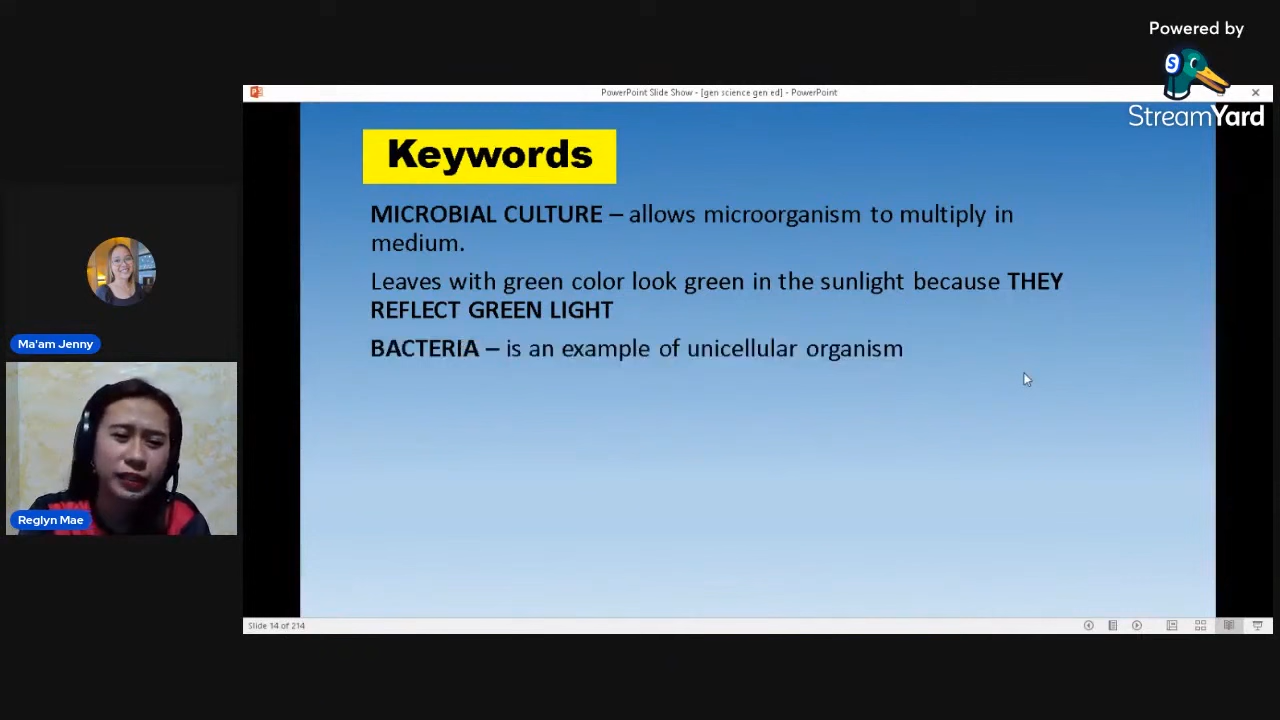 Powered by
StreamYard
PowerPoint Slide Show - [gen science gen ed] - PowerPoint
Keywords
MICROBIAL CULTURE – allows microorganism to multiply in
medium.
Leaves with green color look green in the sunlight because THEY
REFLECT GREEN LIGHT
BACTERIA – is an example of unicellular organism
Ma'am Jenny
Reglyn Mae
Slide 14 of 214